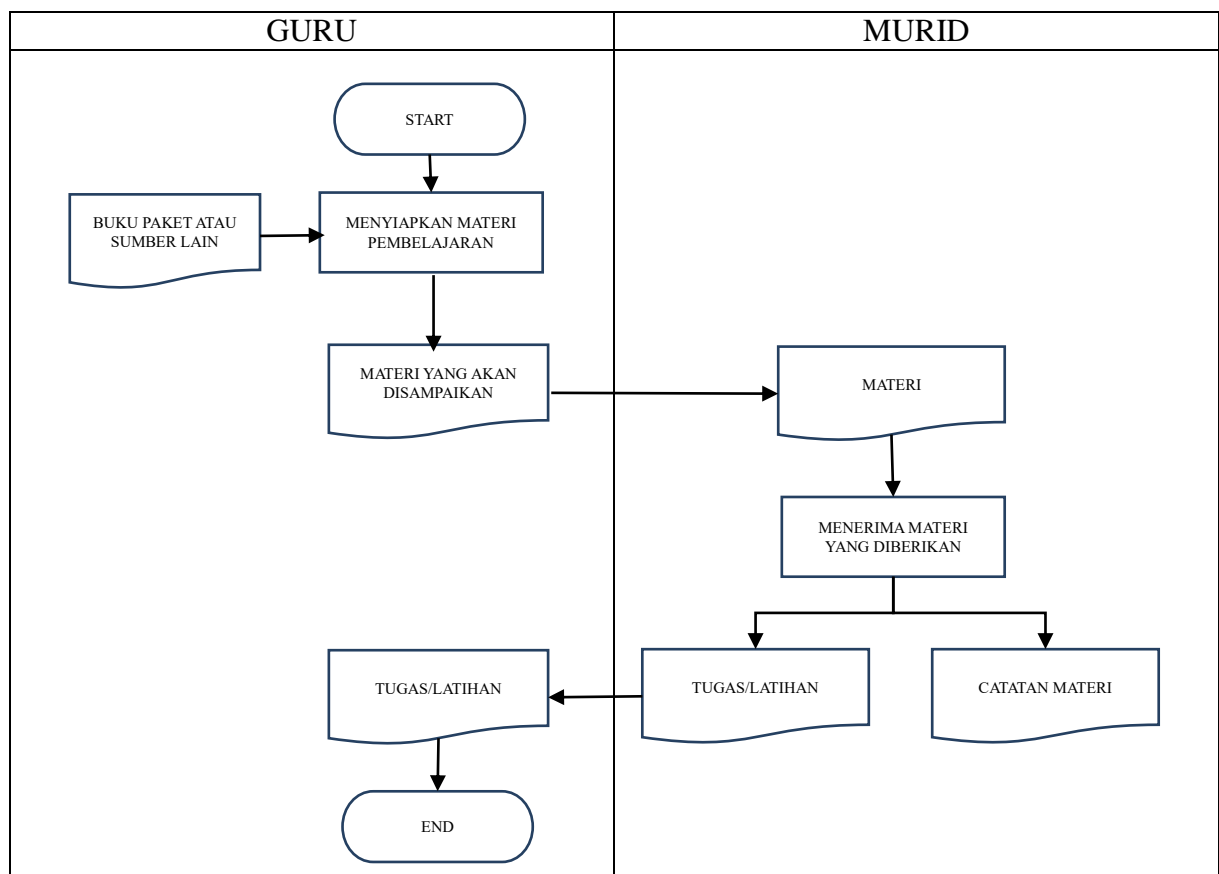 GURU
MURID
START
BUKU PAKET ATAU
SUMBER LAIN
MENYIAPKAN MATERI
PEMBELAJARAN
MATERI YANG AKAN
DISAMPAIKAN
MATERI
MENERIMA MATERI
YANG DIBERIKAN
TUGAS/LATIHAN
TUGAS/LATIHAN
CATATAN MATERI
END